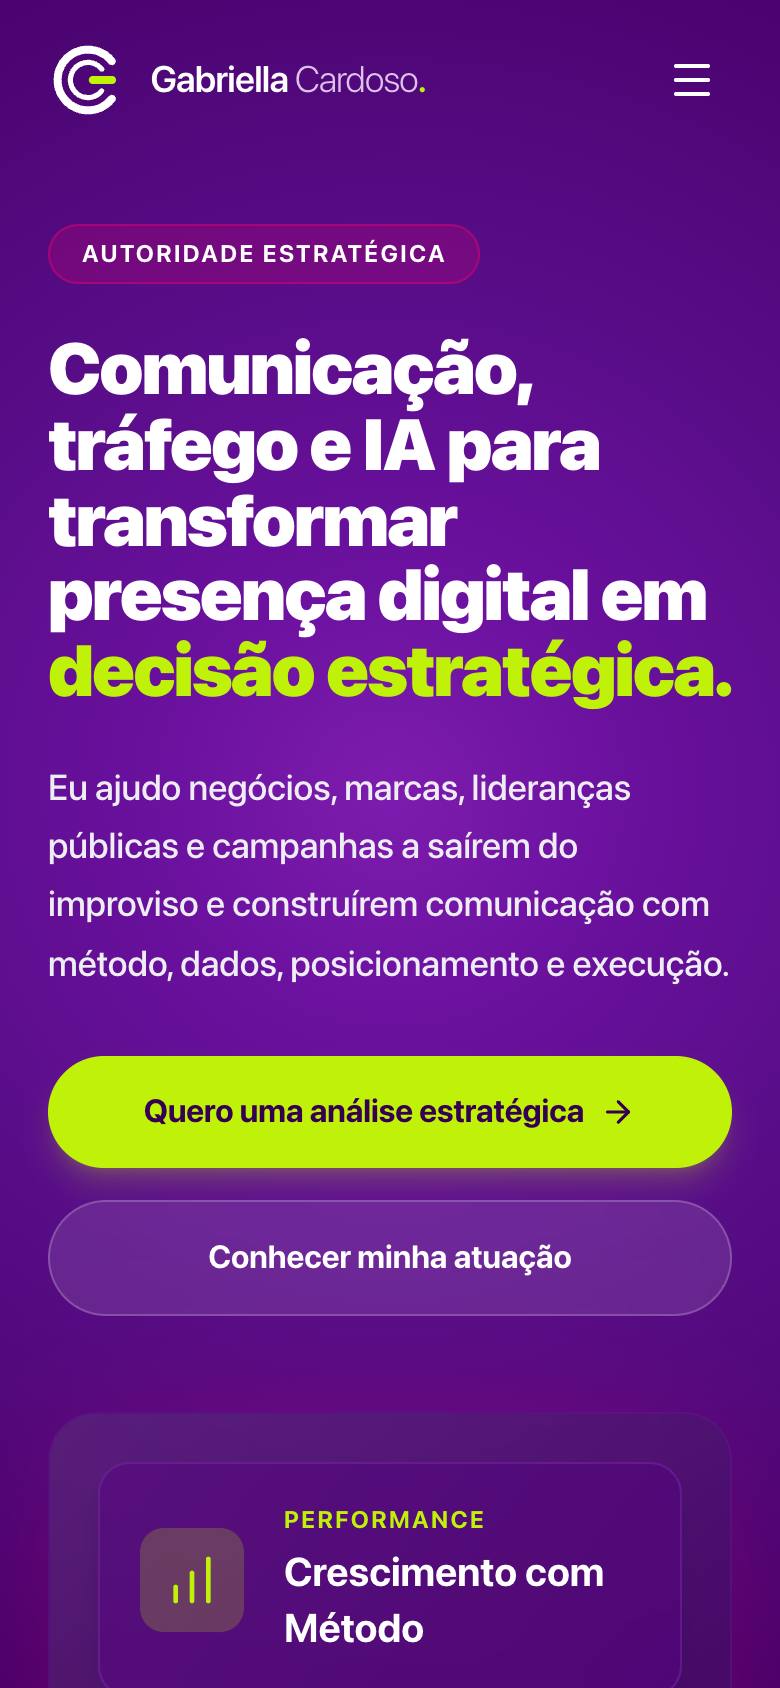 Gabriella Cardoso.
AUTORIDADE ESTRATÉGICA
Comunicação,
tráfego e IA para
transformar
presença digital em
decisão estratégica.
Eu ajudo negócios, marcas, lideranças
públicas e campanhas a saírem do
improviso e construírem comunicação com
método, dados, posicionamento e execução.
Quero uma análise estratégica →
Conhecer minha atuação
PERFORMANCE
Crescimento com
Método